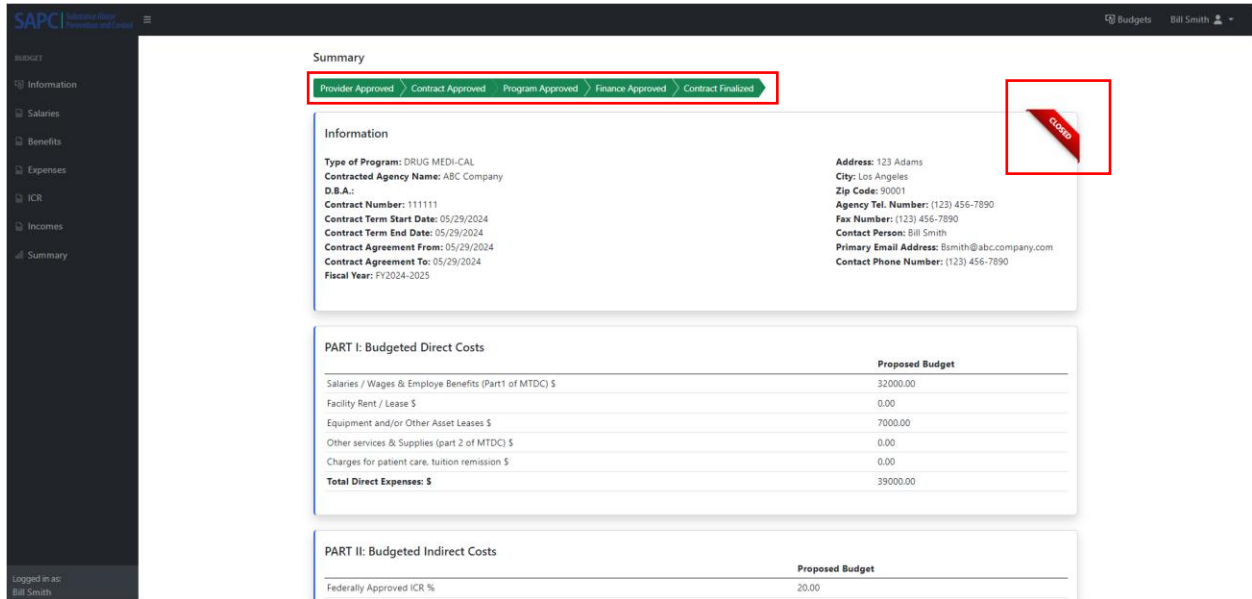 SAPC Substance Abuse
Prevention and Control
Budgets Bill Smith
BUDGET
Information
Salaries
Benefits
Expenses
ICR
Incomes
Summary
Logged in as:
Bill Smith
Summary
Provider Approved Contract Approved Program Approved Finance Approved Contract Finalized
CLOSED
Information
Type of Program: DRUG MEDI-CAL
Contracted Agency Name: ABC Company
D.B.A.:
Contract Number: 111111
Contract Term Start Date: 05/29/2024
Contract Term End Date: 05/29/2024
Contract Agreement From: 05/29/2024
Contract Agreement To: 05/29/2024
Fiscal Year: FY2024-2025
Address: 123 Adams
City: Los Angeles
Zip Code: 90001
Agency Tel. Number: (123) 456-7890
Fax Number: (123) 456-7890
Contact Person: Bill Smith
Primary Email Address: Bsmith@abc.company.com
Contact Phone Number: (123) 456-7890
PART I: Budgeted Direct Costs
Proposed Budget
Salaries / Wages & Employe Benefits (Part1 of MTDC) $ 32000.00
Facility Rent / Lease $ 0.00
Equipment and/or Other Asset Leases $ 7000.00
Other services & Supplies (part 2 of MTDC) $ 0.00
Charges for patient care, tuition remission $ 0.00
Total Direct Expenses: $ 39000.00
PART II: Budgeted Indirect Costs
Proposed Budget
Federally Approved ICR % 20.00